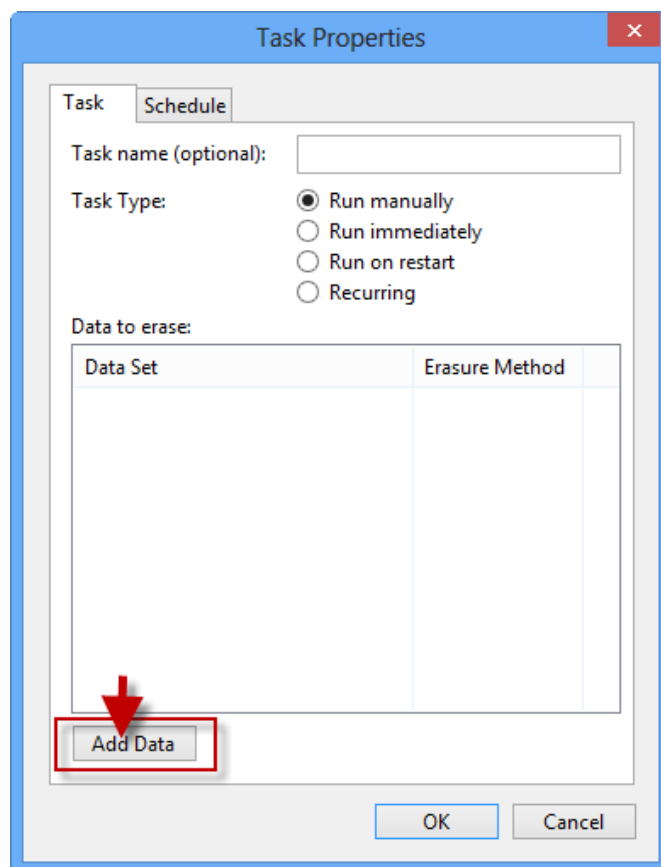 Task Properties
Task Schedule
Task name (optional):
Task Type: Run manually
Run immediately
Run on restart
Recurring
Data to erase:
Data Set Erasure Method
Add Data
OK Cancel